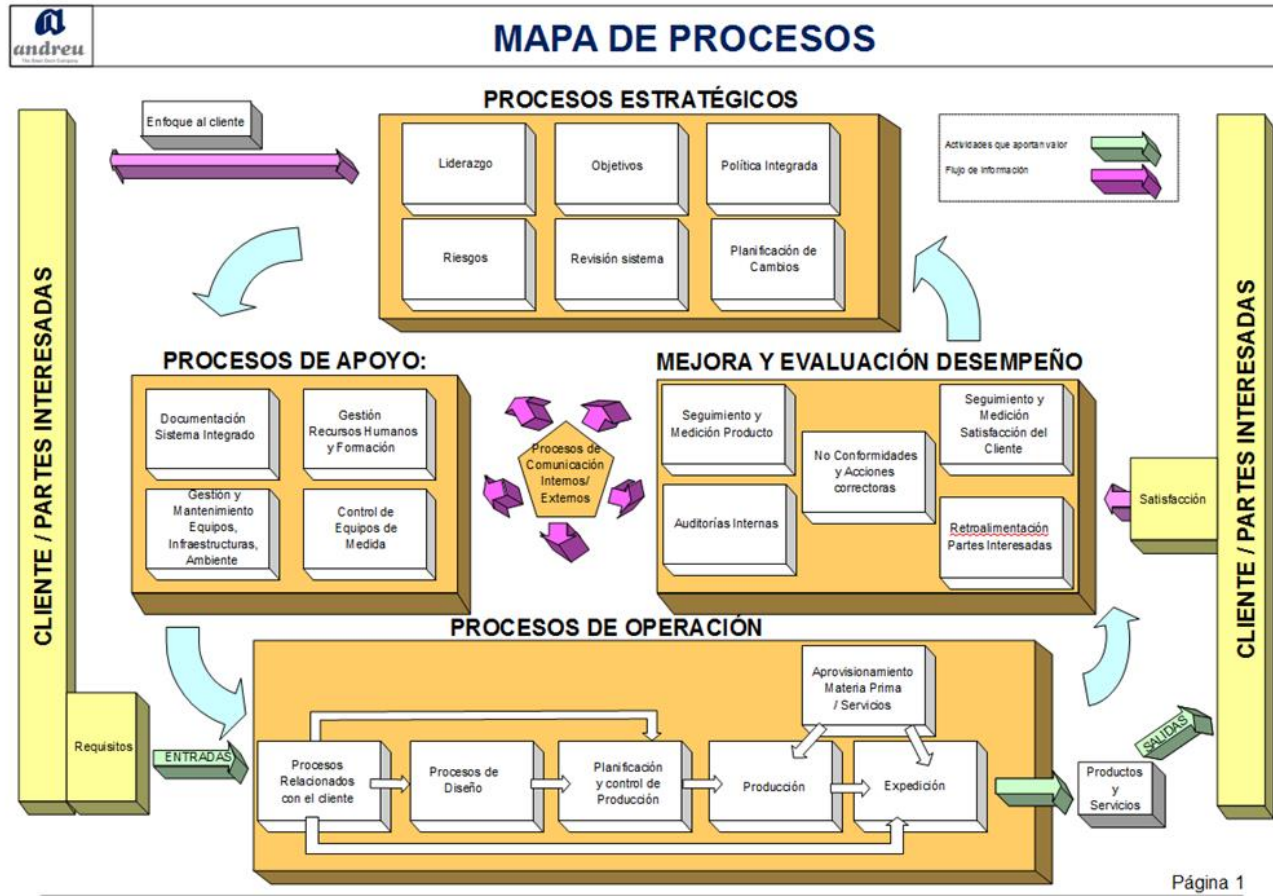 andreu
The Steel Door Company
MAPA DE PROCESOS
PROCESOS ESTRATÉGICOS
Enfoque al cliente
Liderazgo
Objetivos
Política Integrada
Riesgos
Revisión sistema
Planificación de
Cambios
Actividades que aportan valor
Flujo de Información
CLIENTE / PARTES INTERESADAS
PROCESOS DE APOYO:
Documentación
Sistema Integrado
Gestión
Recursos Humanos
y Formación
Gestión y
Mantenimiento
Equipos,
Infraestructuras,
Ambiente
Control de
Equipos de
Medida
Procesos de
Comunicación
Internos/
Externos
MEJORA Y EVALUACIÓN DESEMPEÑO
Seguimiento y
Medición Producto
No Conformidades
y Acciones
correctoras
Seguimiento y
Medición
Satisfacción del
Cliente
Auditorías Internas
Retroalimentación
Partes Interesadas
Satisfacción
CLIENTE / PARTES INTERESADAS
PROCESOS DE OPERACIÓN
Aprovisionamiento
Materia Prima
/ Servicios
Requisitos
ENTRADAS
Procesos
Relacionados
con el cliente
Procesos de
Diseño
Planificación
y control de
Producción
Producción
Expedición
SALIDAS
Productos
y
Servicios
Página 1